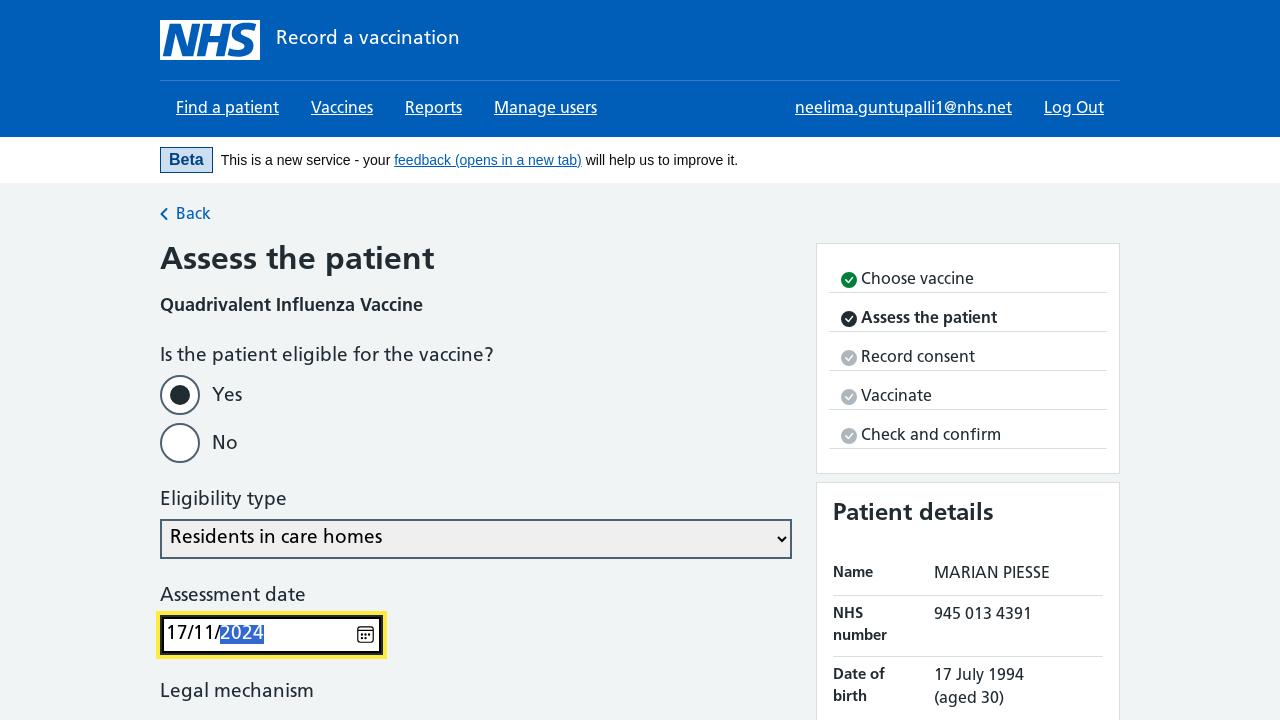 NHS Record a vaccination
Find a patient Vaccines Reports Manage users neelima.guntupalli1@nhs.net Log Out
Beta This is a new service - your feedback (opens in a new tab) will help us to improve it.
Back
Assess the patient
Quadrivalent Influenza Vaccine
Is the patient eligible for the vaccine?
Yes
No
Eligibility type
Residents in care homes
Assessment date
17/11/2024
Legal mechanism
Choose vaccine
Assess the patient
Record consent
Vaccinate
Check and confirm
Patient details
Name MARIAN PIESSE
NHS number 945 013 4391
Date of birth 17 July 1994
(aged 30)